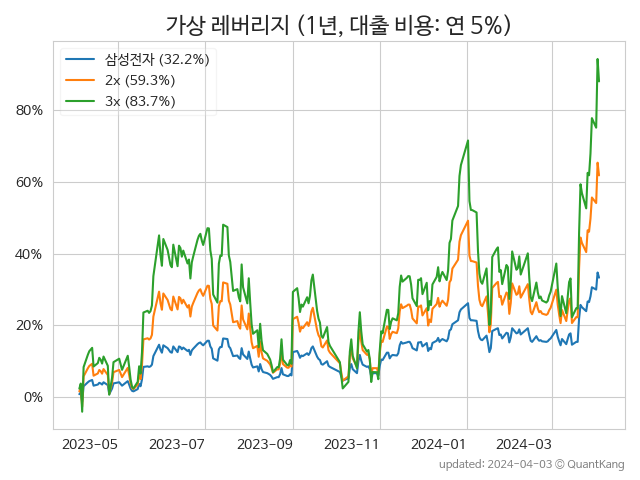 가상 레버리지 (1년, 대출 비용: 연 5%)
삼성전자 (32.2%)
2x (59.3%)
3x (83.7%)
80%
60%
40%
20%
0%
2023-05 2023-07 2023-09 2023-11 2024-01 2024-03
updated: 2024-04-03 © QuantKang